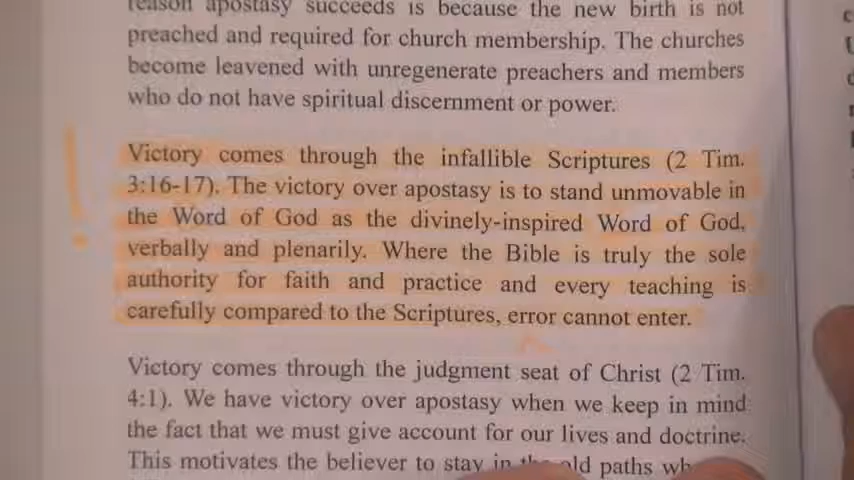 reason apostasy succeeds is because the new birth is not
preached and required for church membership. The churches
become leavened with unregenerate preachers and members
who do not have spiritual discernment or power.
Victory comes through the infallible Scriptures (2 Tim.
3:16-17). The victory over apostasy is to stand unmovable in
the Word of God as the divinely-inspired Word of God,
verbally and plenarily. Where the Bible is truly the sole
authority for faith and practice and every teaching is
carefully compared to the Scriptures, error cannot enter.
Victory comes through the judgment seat of Christ (2 Tim.
4:1). We have victory over apostasy when we keep in mind
the fact that we must give account for our lives and doctrine.
This motivates the believer to stay in the old paths